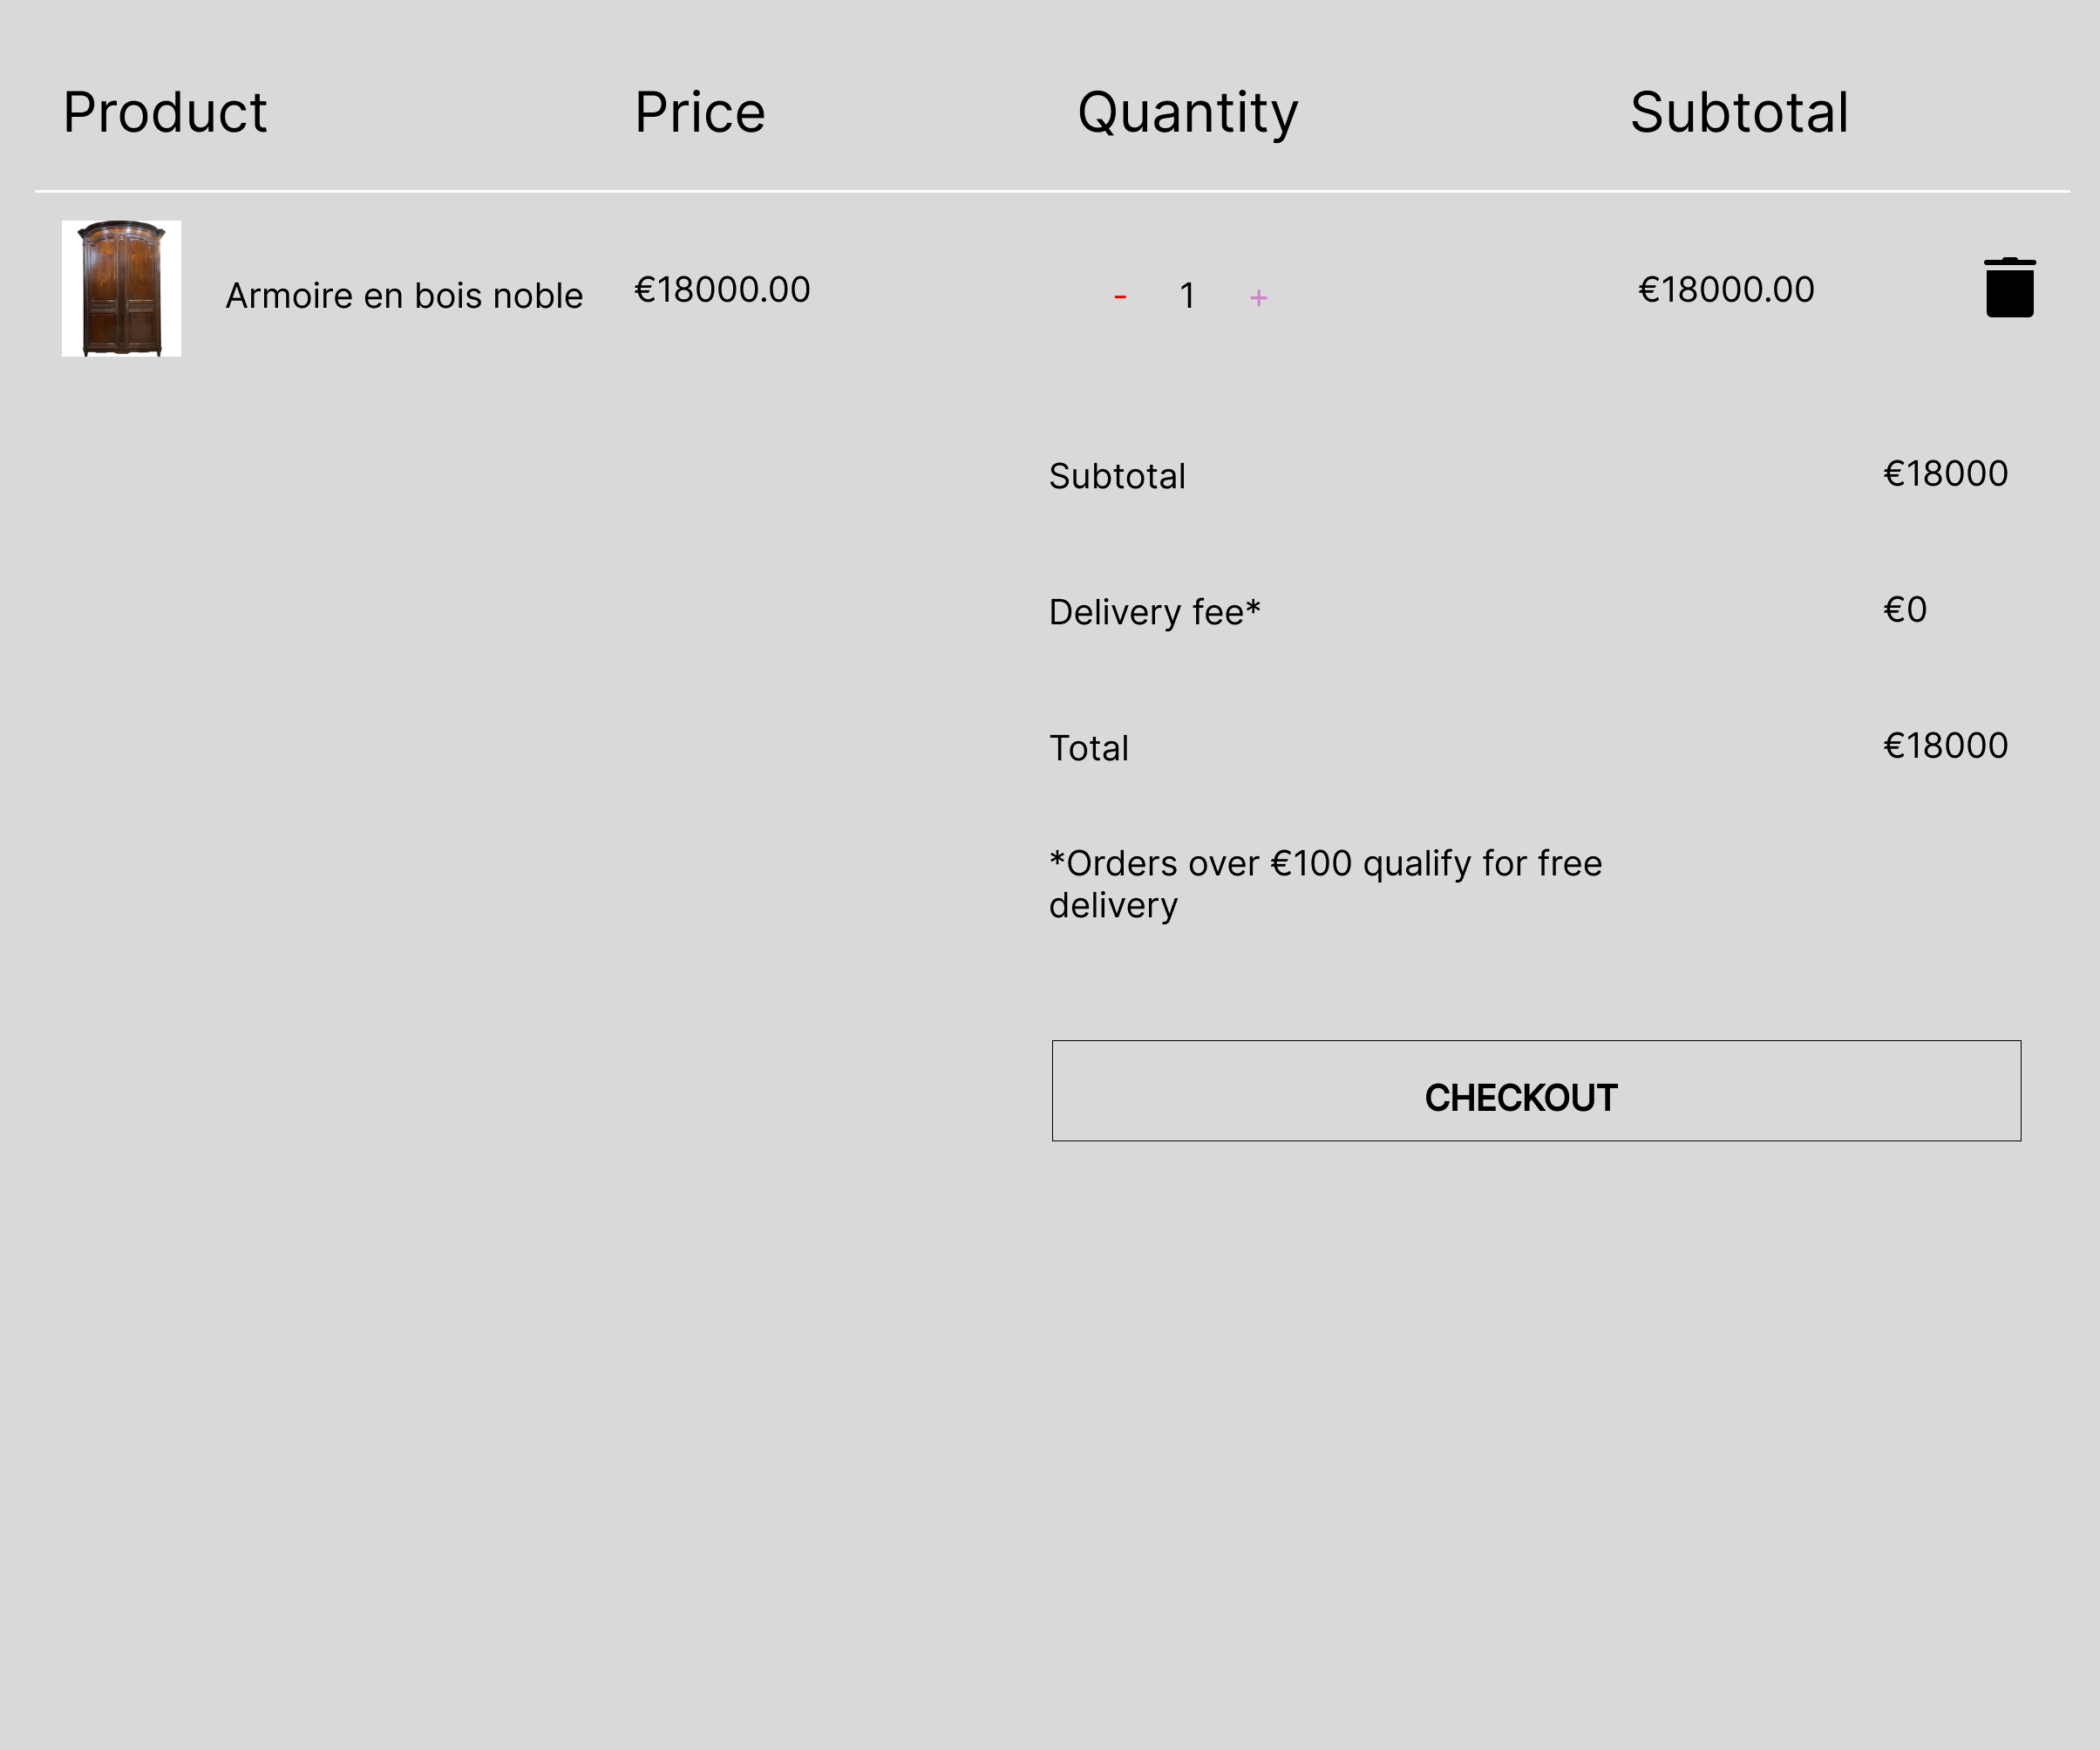 Product Price Quantity Subtotal
Armoire en bois noble €18000.00 - 1 + €18000.00
Subtotal €18000
Delivery fee* €0
Total €18000
*Orders over €100 qualify for free
delivery
CHECKOUT